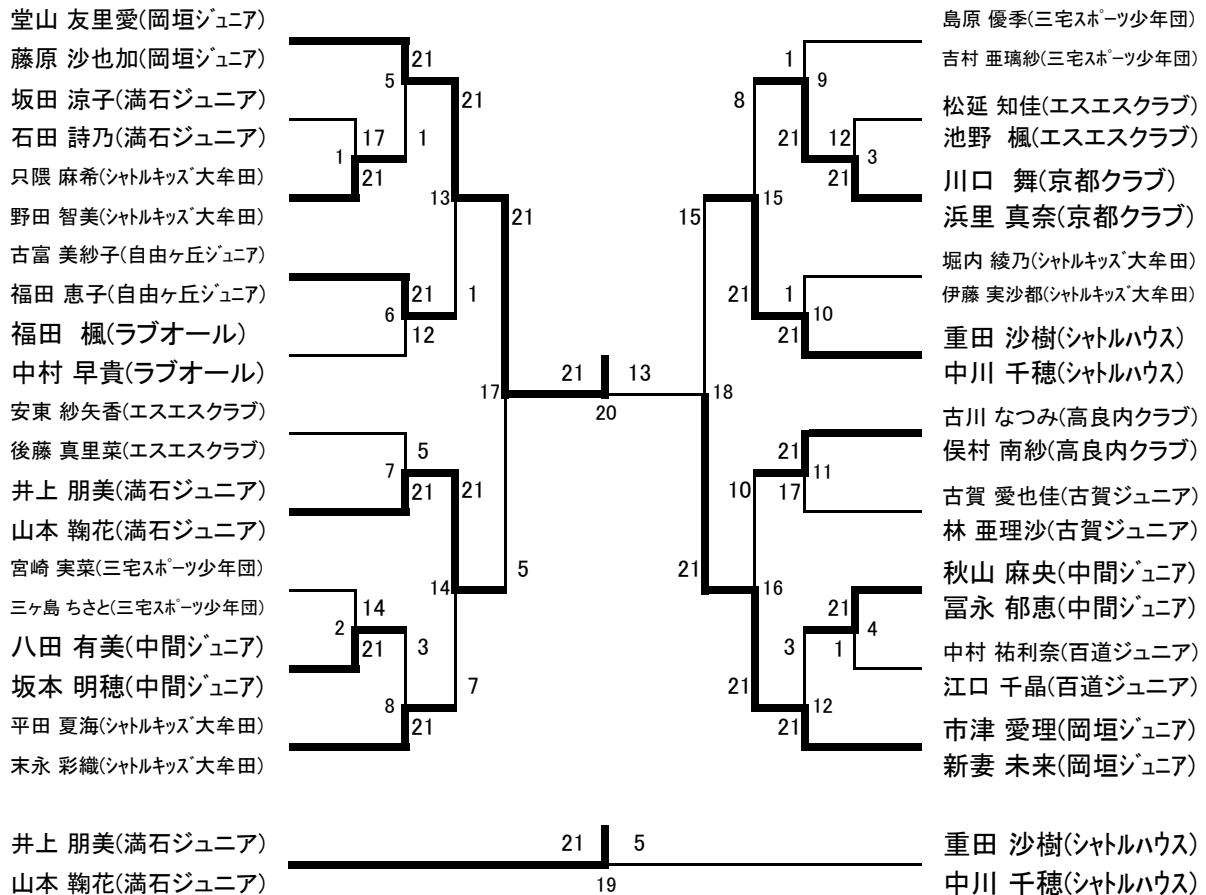 堂山 友里愛(岡垣ジュニア)
藤原 沙也加(岡垣ジュニア)
坂田 涼子(満石ジュニア)
石田 詩乃(満石ジュニア)
只隈 麻希(シャトルキッズ大牟田)
野田 智美(シャトルキッズ大牟田)
古富 美紗子(自由ヶ丘ジュニア)
福田 恵子(自由ヶ丘ジュニア)
福田 楓(ラブオール)
中村 早貴(ラブオール)
安東 紗矢香(エスエスクラブ)
後藤 真里菜(エスエスクラブ)
井上 朋美(満石ジュニア)
山本 鞠花(満石ジュニア)
宮崎 実菜(三宅スポーツ少年団)
三ヶ島 ちさと(三宅スポーツ少年団)
八田 有美(中間ジュニア)
坂本 明穂(中間ジュニア)
平田 夏海(シャトルキッズ大牟田)
末永 彩織(シャトルキッズ大牟田)
21
5
21
17
1
1
21
13
21
21
1
6
12
17
21
13
20
5
7
21
21
14
5
14
2
21
3
7
8
21
島原 優季(三宅スポーツ少年団)
吉村 亜璃紗(三宅スポーツ少年団)
松延 知佳(エスエスクラブ)
池野 楓(エスエスクラブ)
川口 舞(京都クラブ)
浜里 真奈(京都クラブ)
堀内 綾乃(シャトルキッズ大牟田)
伊藤 実沙都(シャトルキッズ大牟田)
重田 沙樹(シャトルハウス)
中川 千穂(シャトルハウス)
古川 なつみ(高良内クラブ)
俣村 南紗(高良内クラブ)
古賀 愛也佳(古賀ジュニア)
林 亜理沙(古賀ジュニア)
秋山 麻央(中間ジュニア)
冨永 郁恵(中間ジュニア)
中村 祐利奈(百道ジュニア)
江口 千晶(百道ジュニア)
市津 愛理(岡垣ジュニア)
新妻 未来(岡垣ジュニア)
1
9
8
21
12
3
21
15
15
21
1
10
21
18
21
11
10
17
21
16
21
4
3
1
21
12
21
井上 朋美(満石ジュニア)
山本 鞠花(満石ジュニア)
21
5
19
重田 沙樹(シャトルハウス)
中川 千穂(シャトルハウス)